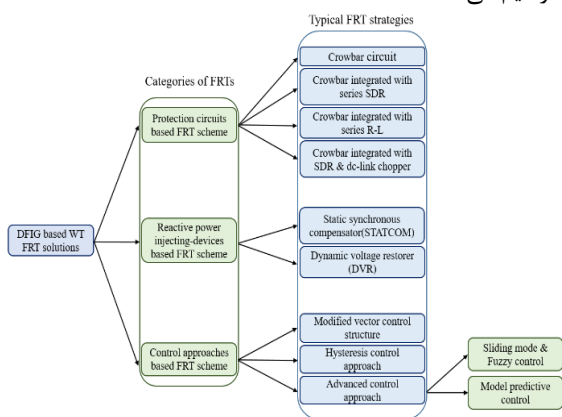 Typical FRT strategies
Categories of FRTs
Crowbar circuit
Crowbar integrated with
series SDR
Protection circuits
based FRT scheme
Crowbar integrated with
series R-L
Crowbar integrated with
SDR & dc-link chopper
DFIG based WT
FRT solutions
Reactive power
injecting-devices
based FRT scheme
Static synchronous
compensator(STATCOM)
Dynamic voltage restorer
(DVR)
Control approaches
based FRT scheme
Modified vector control
structure
Hysteresis control
approach
Advanced control
approach
Sliding mode &
Fuzzy control
Model predictive
control